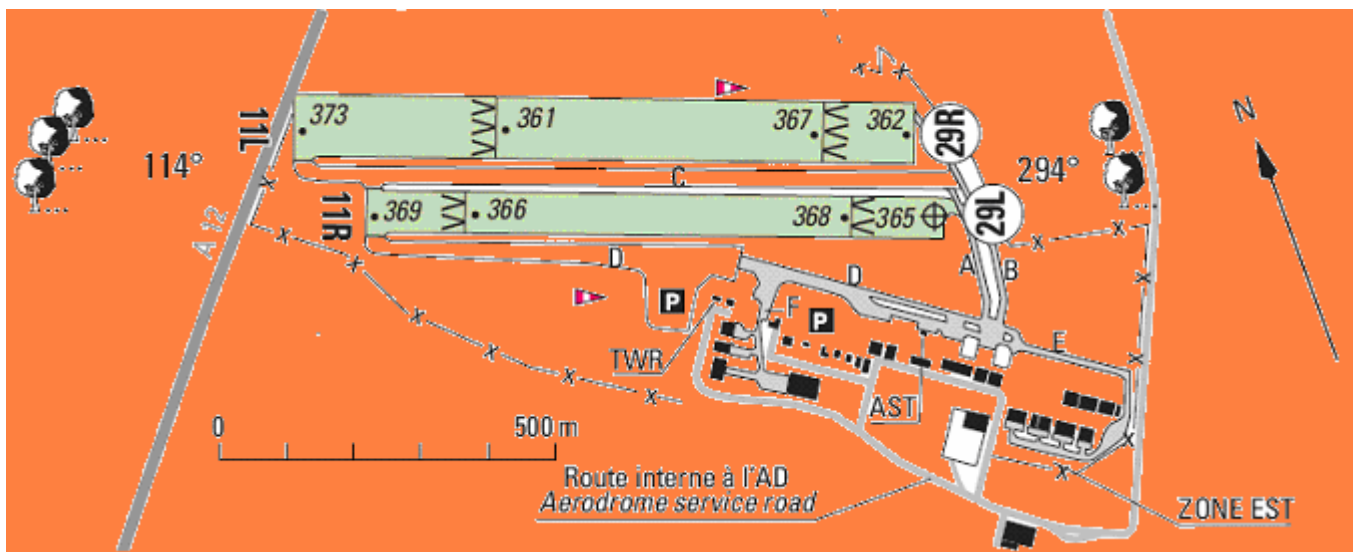 N
11L
373
361
367
362
29R
114°
294°
C
11R
369
366
368
365
29L
A 12
D
D
A
B
P
F
P
E
TWR
AST
0
500 m
Route interne à l'AD
Aerodrome service road
ZONE EST